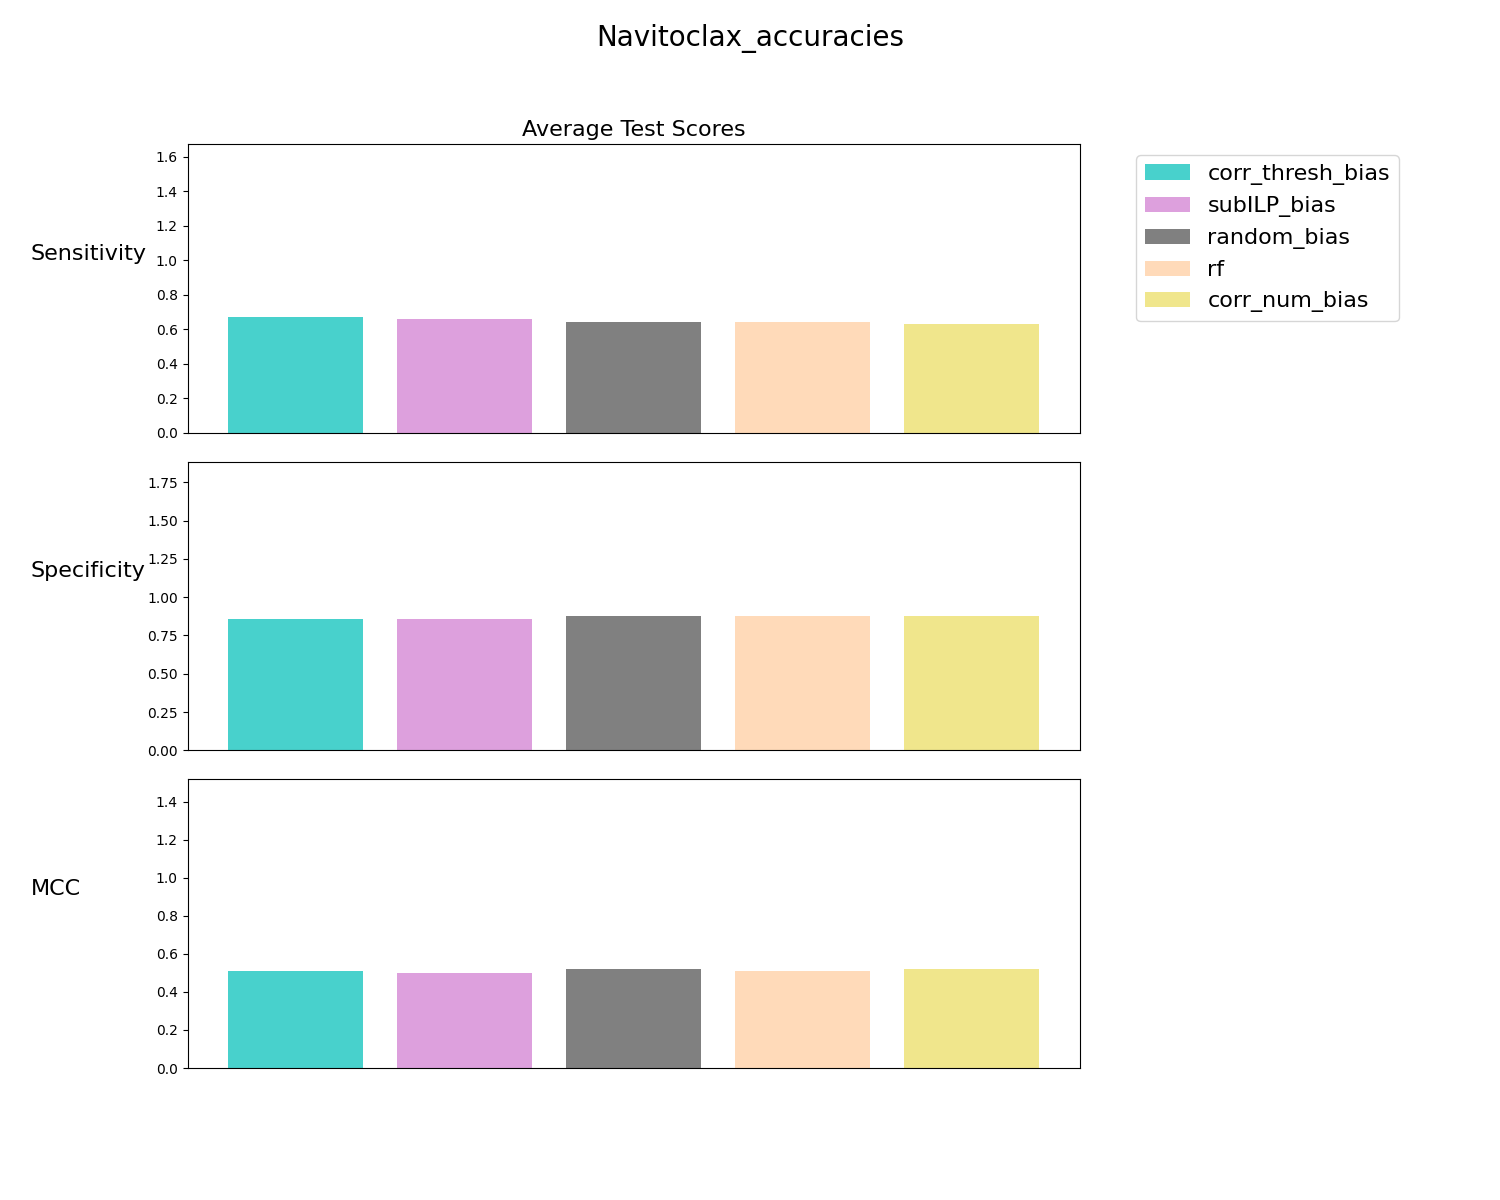 Navitoclax_accuracies
Average Test Scores
Sensitivity
1.6
1.4
1.2
1.0
0.8
0.6
0.4
0.2
0.0
corr_thresh_bias
subILP_bias
random_bias
rf
corr_num_bias
Specificity
1.75
1.50
1.25
1.00
0.75
0.50
0.25
0.00
MCC
1.4
1.2
1.0
0.8
0.6
0.4
0.2
0.0